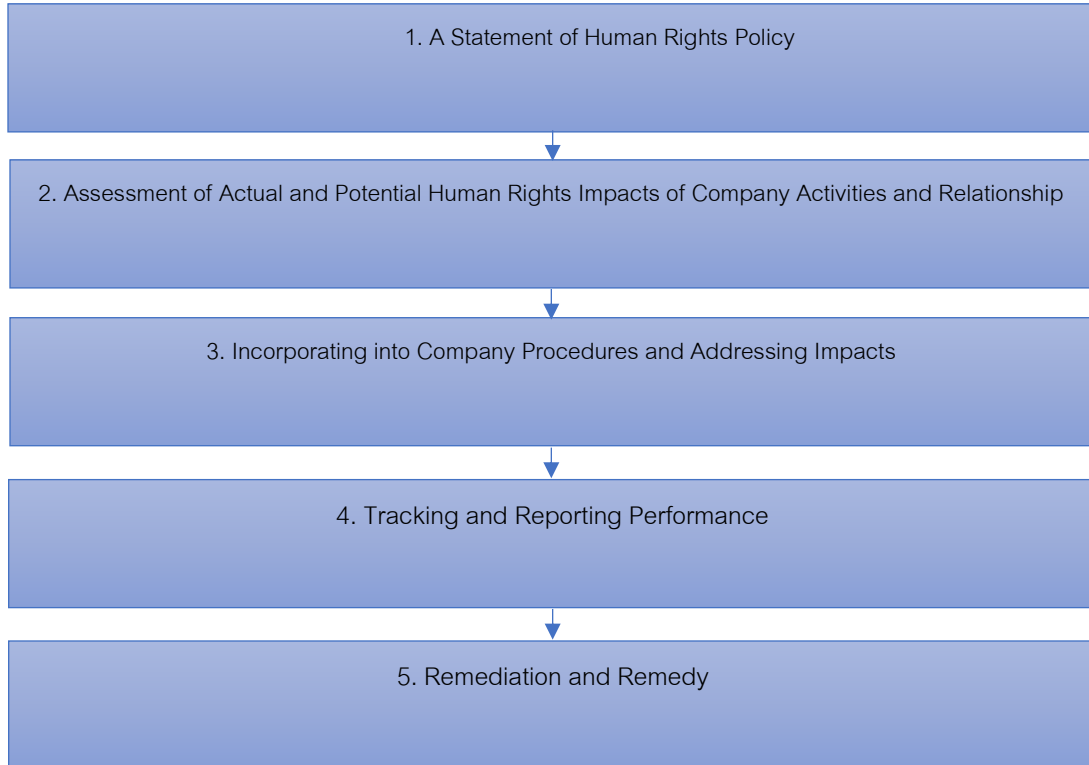 1. A Statement of Human Rights Policy
2. Assessment of Actual and Potential Human Rights Impacts of Company Activities and Relationship
3. Incorporating into Company Procedures and Addressing Impacts
4. Tracking and Reporting Performance
5. Remediation and Remedy